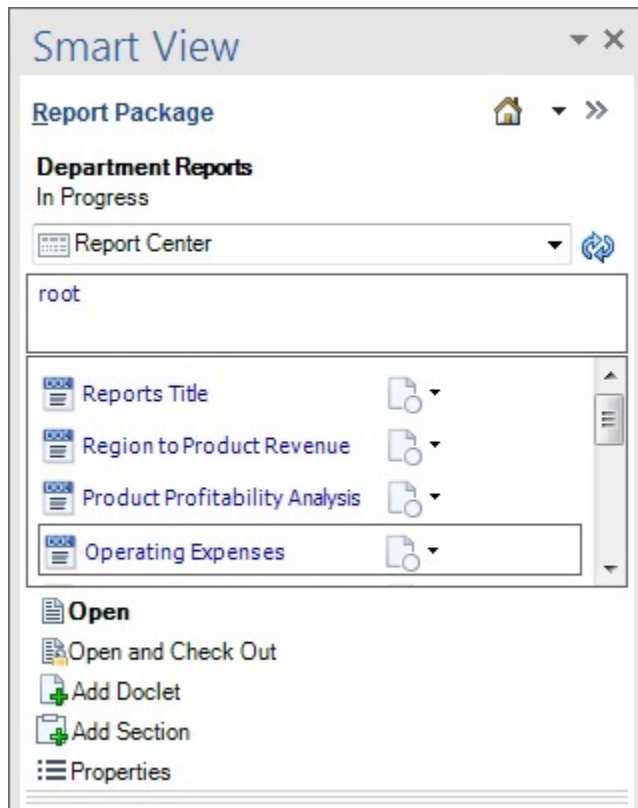 Smart View
Report Package
Department Reports
In Progress
Report Center
root
Reports Title
Region to Product Revenue
Product Profitability Analysis
Operating Expenses
Open
Open and Check Out
Add Doclet
Add Section
Properties